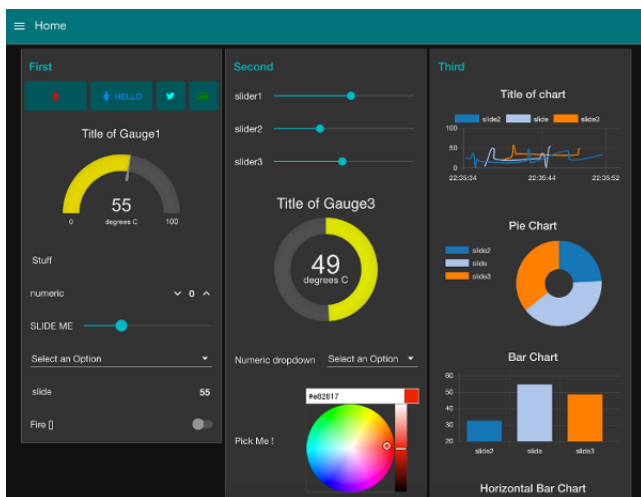 Home
First
HELLO
Title of Gauge1
55
degrees C
0
100
Stuff
numeric
0
SLIDE ME
Select an Option
slide
55
Fire []
Second
slider1
slider2
slider3
Title of Gauge3
49
degrees C
Numeric dropdown
Select an Option
#e82817
Pick Me !
Third
Title of chart
slide2
slide
slide3
100
50
0
22:35:34
22:35:44
22:35:52
Pie Chart
slide2
slide
slide3
Bar Chart
60
50
40
30
20
slide2
slide
slide3
Horizontal Bar Chart